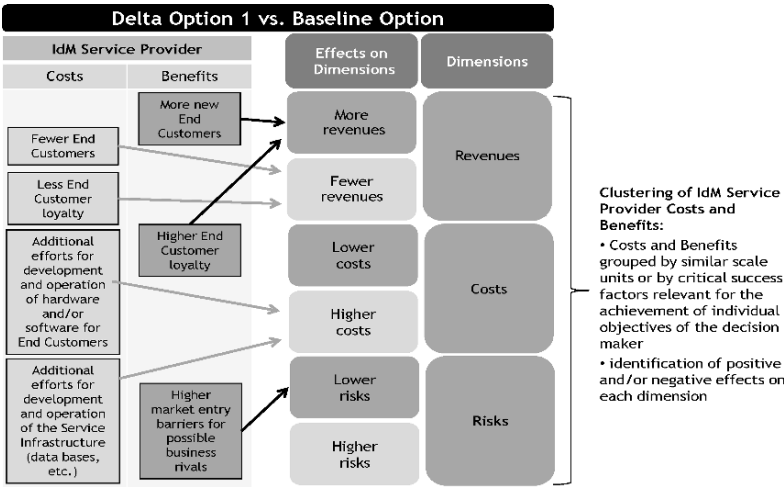 Delta Option 1 vs. Baseline Option
IdM Service Provider
Costs
Benefits
Effects on
Dimensions
Dimensions
More new
End
Customers
Fewer End
Customers
Less End
Customer
loyalty
Higher End
Customer
loyalty
Additional
efforts for
development
and operation
of hardware
and/or
software for
End Customers
Additional
efforts for
development
and operation
of the Service
Infrastructure
(data bases,
etc.)
Higher
market entry
barriers for
possible
business
rivals
More
revenues
Fewer
revenues
Lower
costs
Higher
costs
Lower
risks
Higher
risks
Revenues
Costs
Risks
Clustering of IdM Service
Provider Costs and
Benefits:
• Costs and Benefits
grouped by similar scale
units or by critical success
factors relevant for the
achievement of individual
objectives of the decision
maker
• identification of positive
and/or negative effects on
each dimension